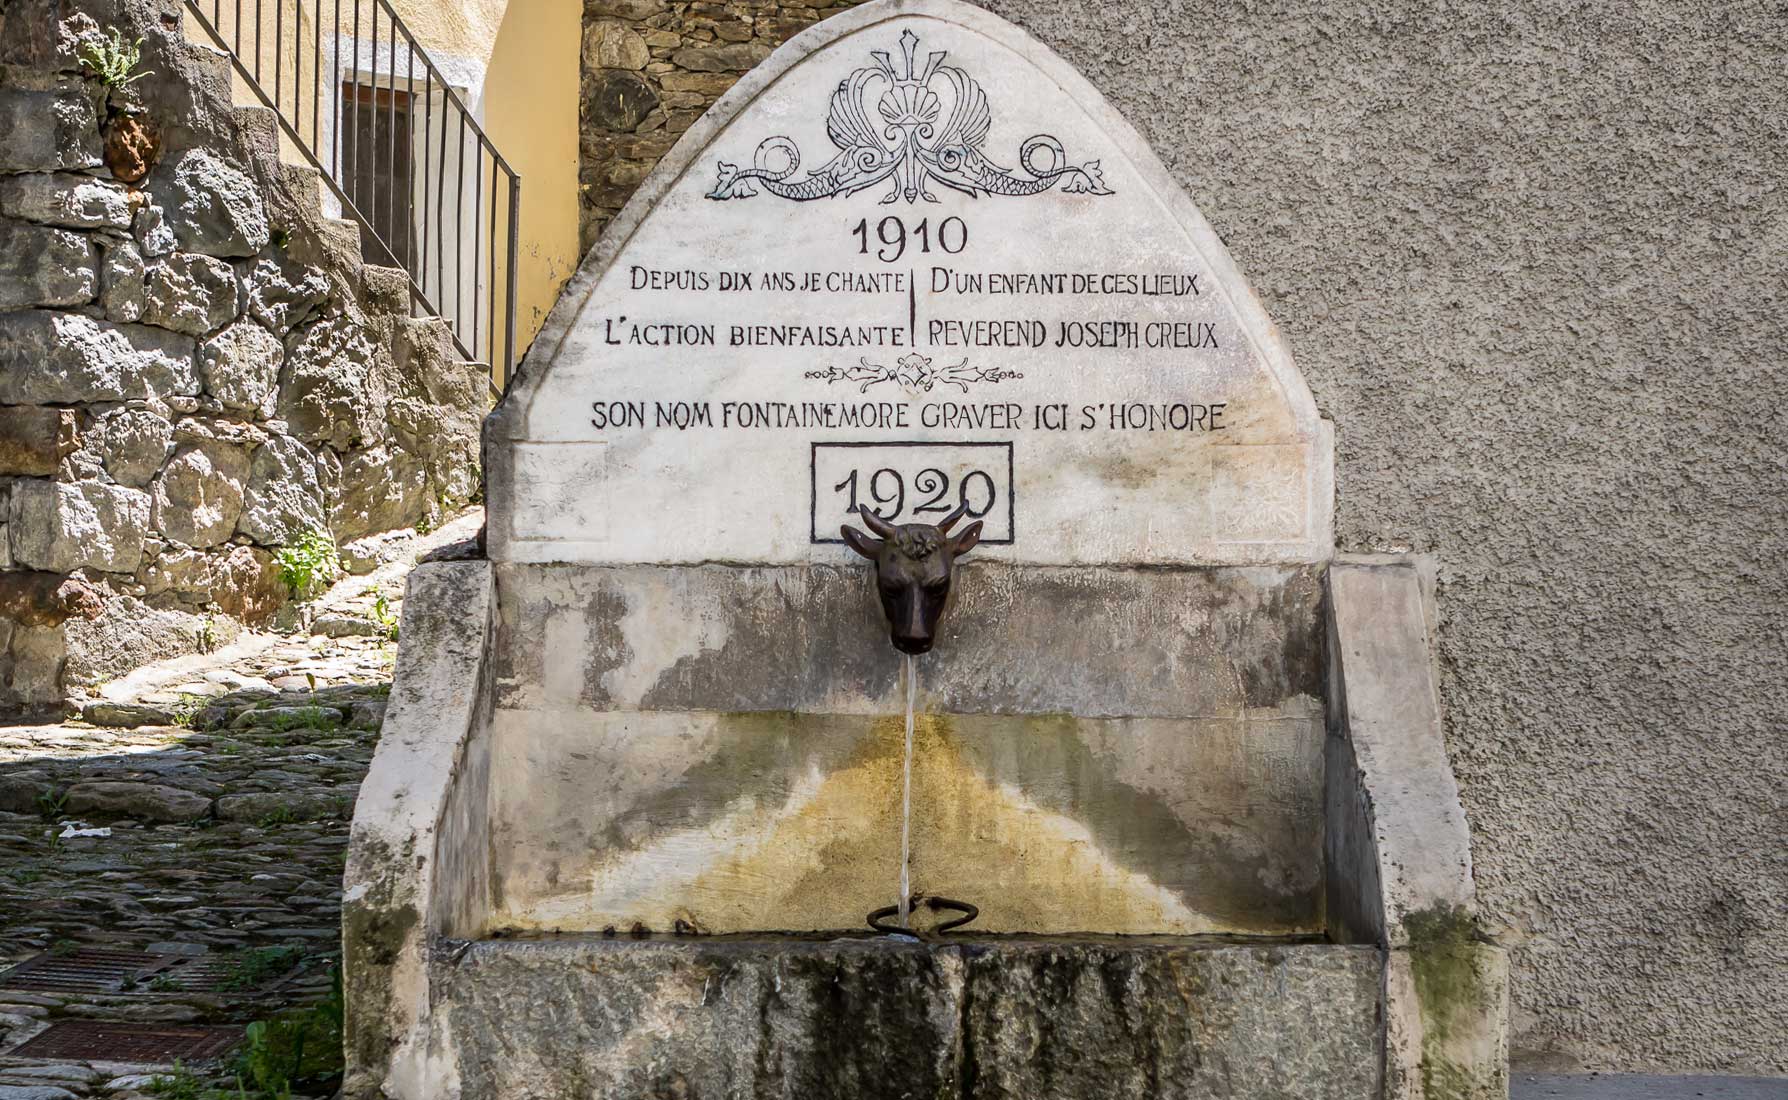 1910
DEPUIS DIX ANS JE CHANTE | D'UN ENFANT DE CES LIEUX
L'ACTION BIENFAISANTE | REVEREND JOSEPH CREUX
SON NOM FONTAINEMORE GRAVER ICI S'HONORE
1920